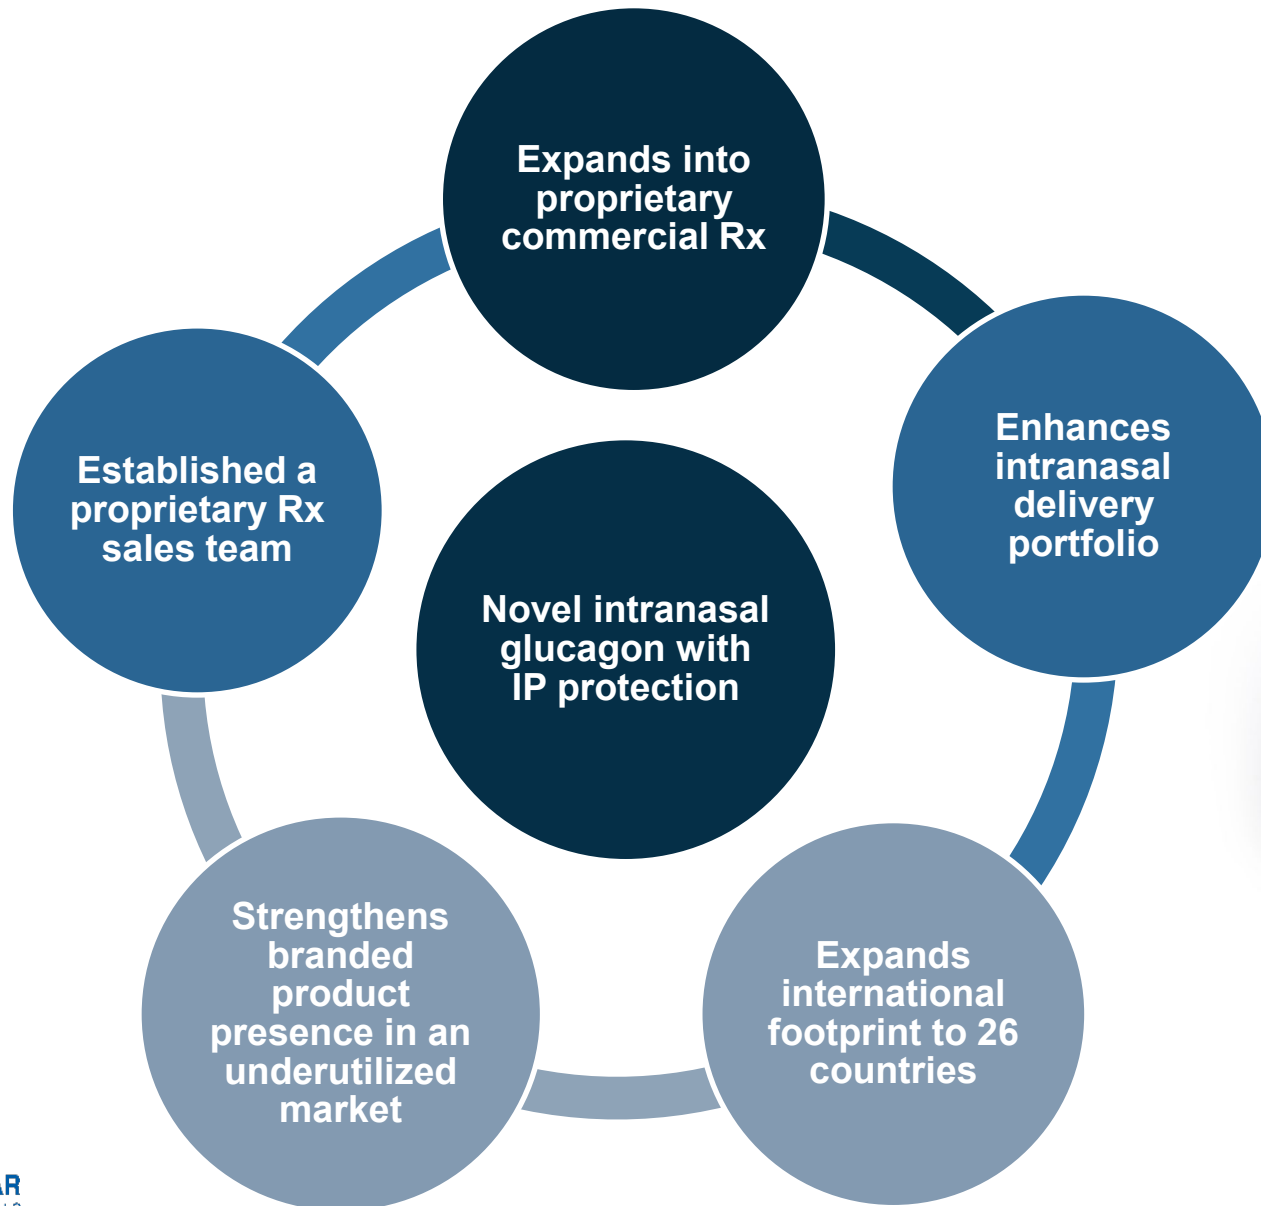 Expands into
proprietary
commercial Rx
Enhances
intranasal
delivery
portfolio
Established a
proprietary Rx
sales team
Novel intranasal
glucagon with
IP protection
Strengthens
branded
product
presence in an
underutilized
market
Expands
international
footprint to 26
countries